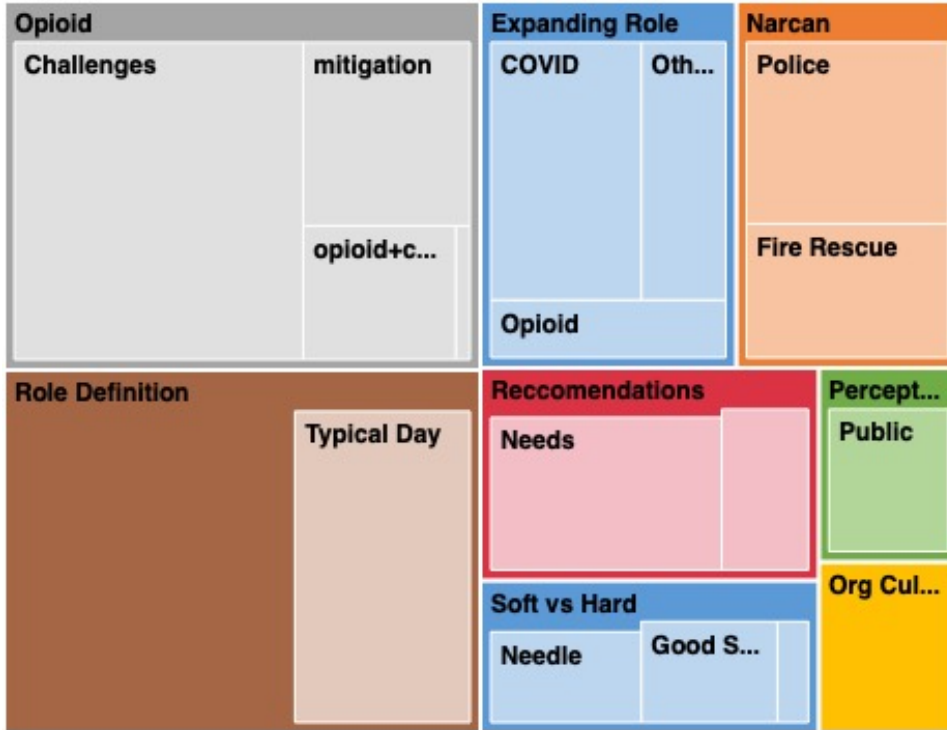 Opioid
Challenges
mitigation
opioid+c...
Expanding Role
COVID
Oth...
Opioid
Narcan
Police
Fire Rescue
Role Definition
Typical Day
Reccomendations
Needs
Percept...
Public
Soft vs Hard
Needle
Good S...
Org Cul...